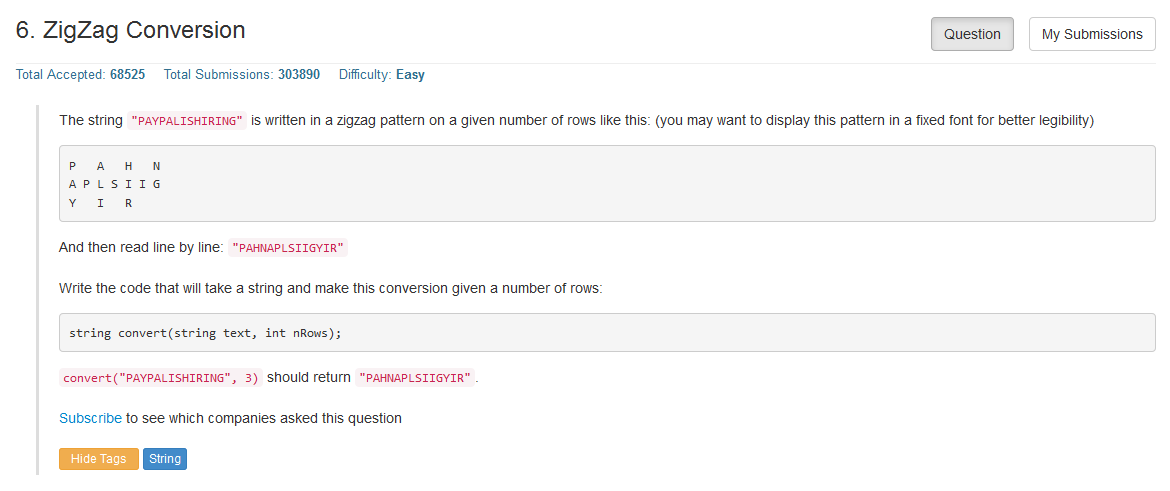 6. ZigZag Conversion
Question
My Submissions
Total Accepted: 68525 Total Submissions: 303890 Difficulty: Easy
The string "PAYPALISHIRING" is written in a zigzag pattern on a given number of rows like this: (you may want to display this pattern in a fixed font for better legibility)
P   A   H   N
A P L S I I G
Y   I   R
And then read line by line: "PAHNAPLSIIGYIR"
Write the code that will take a string and make this conversion given a number of rows:
string convert(string text, int nRows);
convert("PAYPALISHIRING", 3) should return "PAHNAPLSIIGYIR".
Subscribe to see which companies asked this question
Hide Tags String